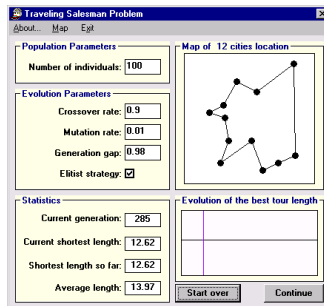 Traveling Salesman Problem
About... Map Exit
Population Parameters
Number of individuals: 100
Evolution Parameters
Crossover rate: 0.9
Mutation rate: 0.01
Generation gap: 0.98
Elitist strategy:
Statistics
Current generation: 285
Current shortest length: 12.62
Shortest length so far: 12.62
Average length: 13.97
Map of 12 cities location
Evolution of the best tour length
Start over Continue